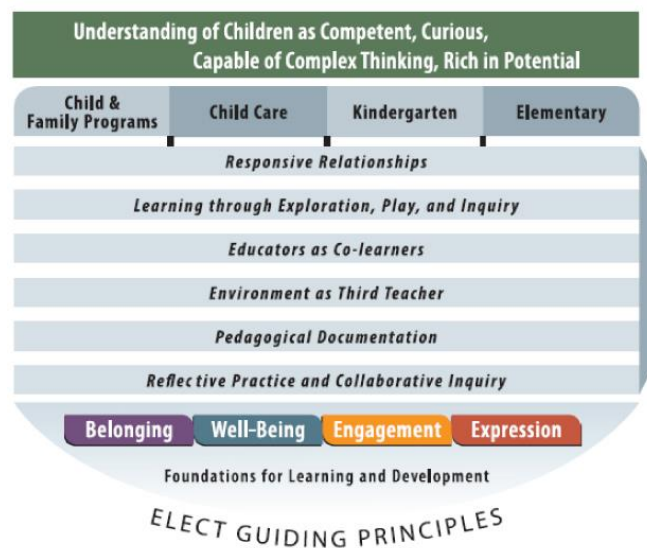 Understanding of Children as Competent, Curious,
Capable of Complex Thinking, Rich in Potential
Child &
Family Programs
Child Care
Kindergarten
Elementary
Responsive Relationships
Learning through Exploration, Play, and Inquiry
Educators as Co-learners
Environment as Third Teacher
Pedagogical Documentation
Reflective Practice and Collaborative Inquiry
Belonging
Well-Being
Engagement
Expression
Foundations for Learning and Development
ELECT GUIDING PRINCIPLES